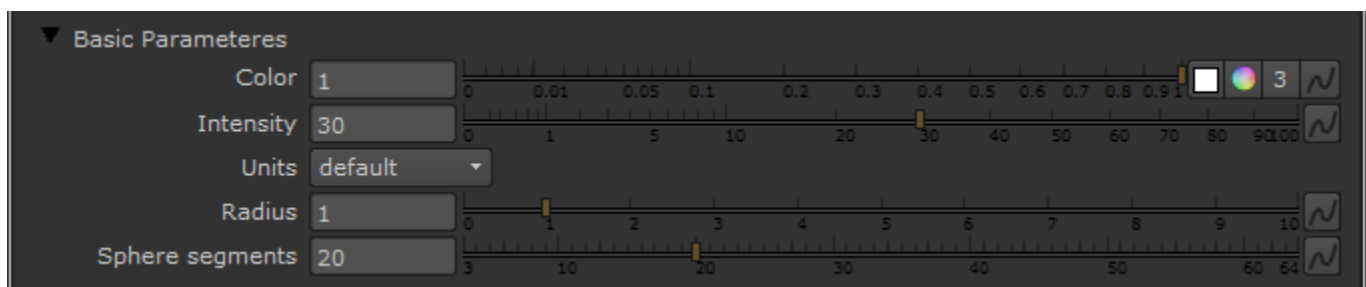 Basic Parameteres
Color 1 0 0.01 0.05 0.1 0.2 0.3 0.4 0.5 0.6 0.7 0.8 0.9 1 3
Intensity 30 0 1 5 10 20 30 40 50 60 70 80 90 100
Units default
Radius 1 0 1 2 3 4 5 6 7 8 9 10
Sphere segments 20 3 10 20 30 40 50 60 64